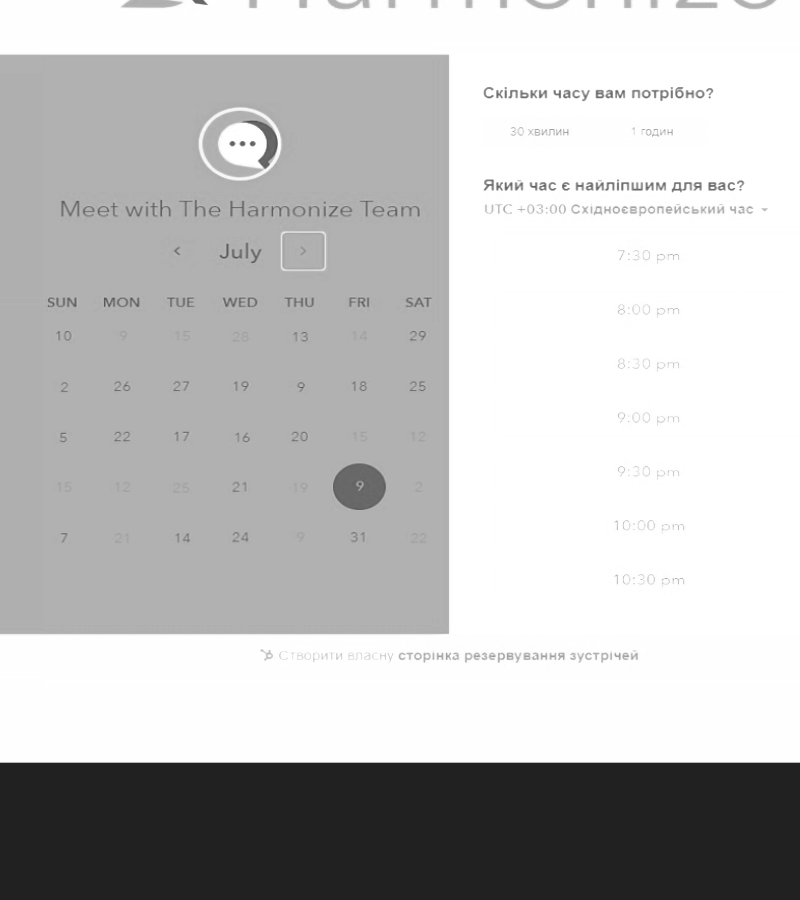 Harmonize
Скільки часу вам потрібно?
30 хвилин 1 годин
Meet with The Harmonize Team
Який час є найліпшим для вас?
UTC +03:00 Східноєвропейський час
< July >
SUN MON TUE WED THU FRI SAT
7:30 pm
10 9 15 28 13 14 29
8:00 pm
8:30 pm
2 26 27 19 9 18 25
9:00 pm
5 22 17 16 20 15 12
9:30 pm
15 12 25 21 19 9 2
10:00 pm
7 21 14 24 9 31 22
10:30 pm
Створити власну сторінка резервування зустрічей